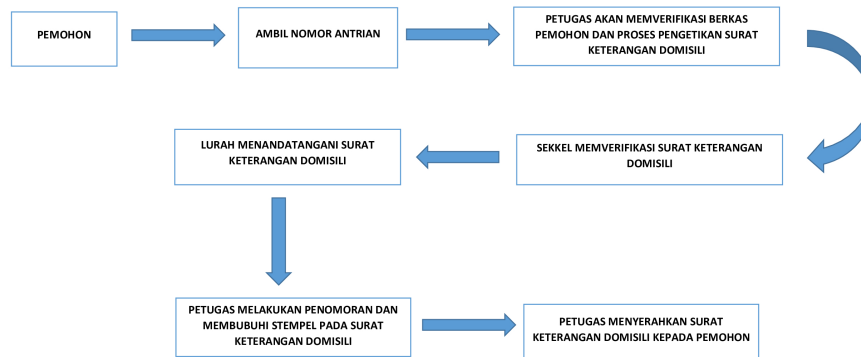 PEMOHON
AMBIL NOMOR ANTRIAN
PETUGAS AKAN MEMVERIFIKASI BERKAS
PEMOHON DAN PROSES PENGETIKAN SURAT
KETERANGAN DOMISILI
SEKKEL MEMVERIFIKASI SURAT KETERANGAN
DOMISILI
LURAH MENANDATANGANI SURAT
KETERANGAN DOMISILI
PETUGAS MELAKUKAN PENOMORAN DAN
MEMBUBUHI STEMPEL PADA SURAT
KETERANGAN DOMISILI
PETUGAS MENYERAHKAN SURAT
KETERANGAN DOMISILI KEPADA PEMOHON